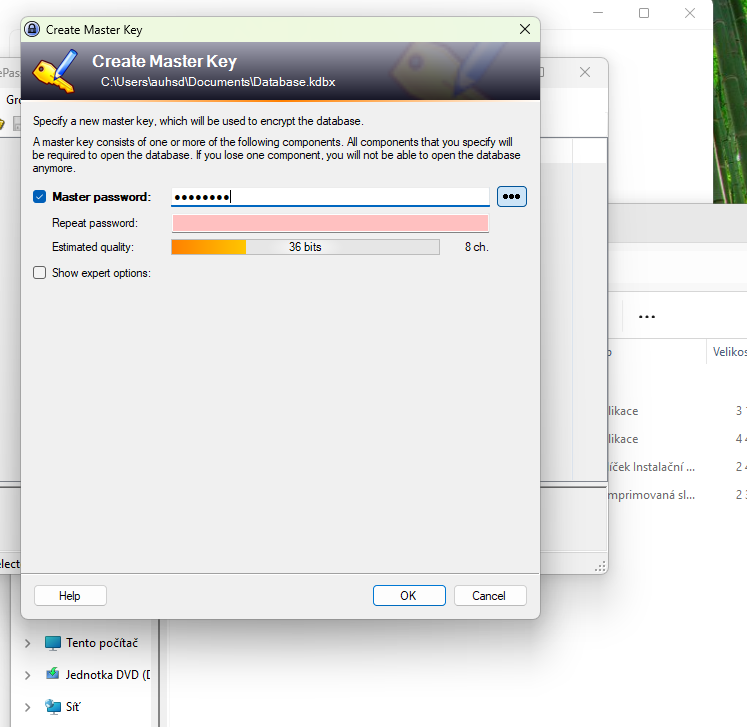 Create Master Key
Create Master Key
C:\Users\auhsd\Documents\Database.kdbx
Specify a new master key, which will be used to encrypt the database.
A master key consists of one or more of the following components. All components that you specify will
be required to open the database. If you lose one component, you will not be able to open the database
anymore.
Master password: ●●●●●●●●
Repeat password:
Estimated quality: 36 bits 8 ch.
Show expert options:
Help OK Cancel
Velikos
likace 3
likace 4 4
íček Instalační ... 2 4
mprimovaná sl... 2 3
Tento počítač
Jednotka DVD (D
Síť